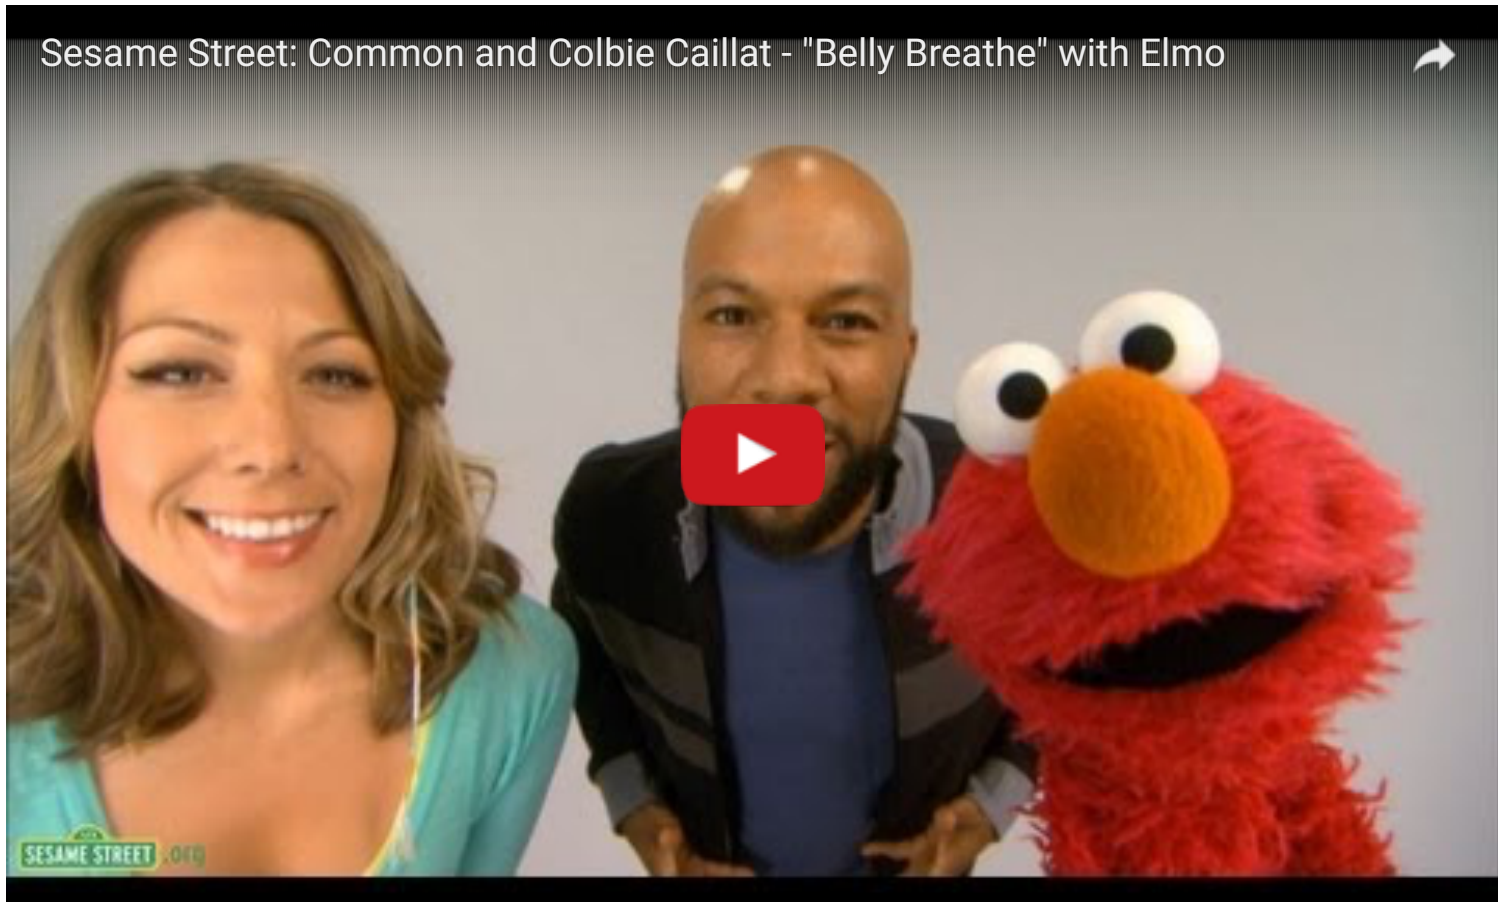 Sesame Street: Common and Colbie Caillat - "Belly Breathe" with Elmo
SESAME STREET.org